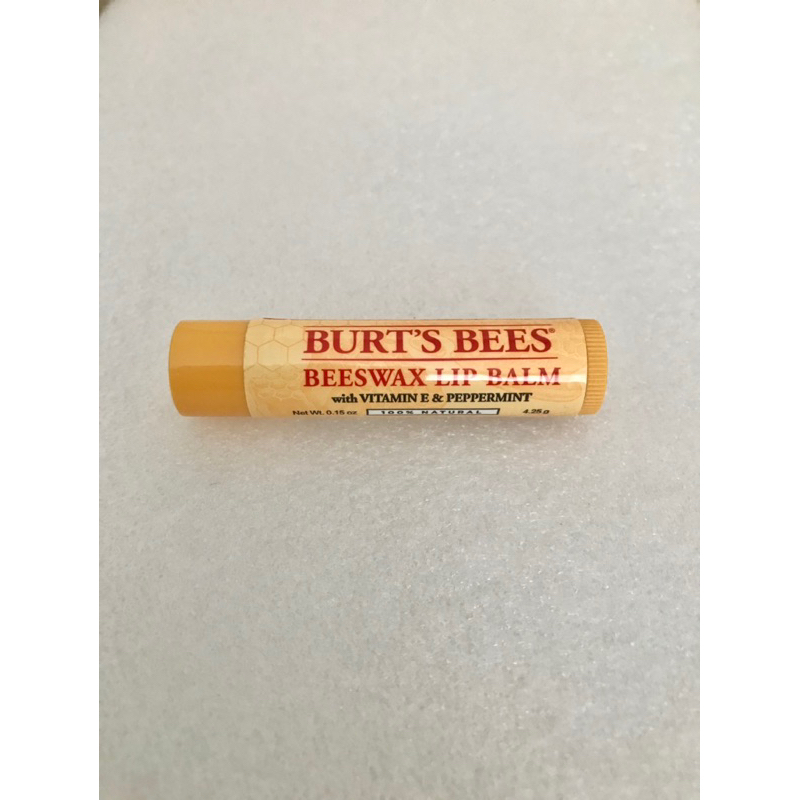 BURT'S BEES®
BEESWAX LIP BALM
with VITAMIN E & PEPPERMINT
Net Wt. 0.15 oz 100% NATURAL 4.25 g